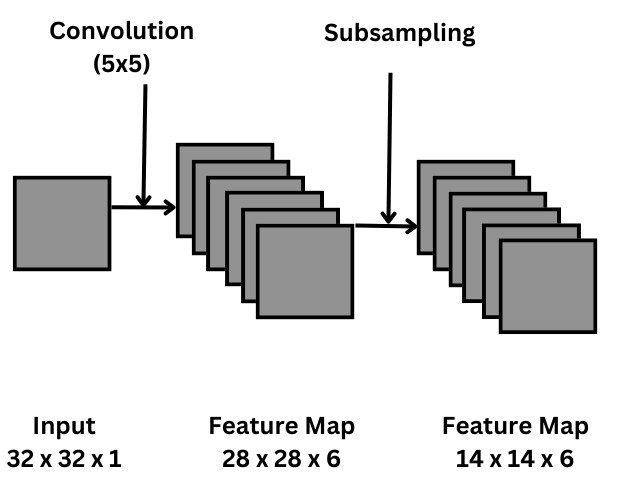 Convolution
(5x5)
Subsampling
Input
32 x 32 x 1
Feature Map
28 x 28 x 6
Feature Map
14 x 14 x 6